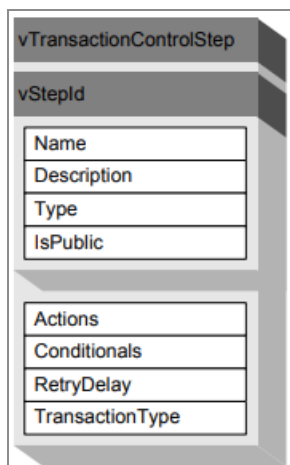 vTransactionControlStep
vStepId
Name
Description
Type
IsPublic
Actions
Conditionals
RetryDelay
TransactionType